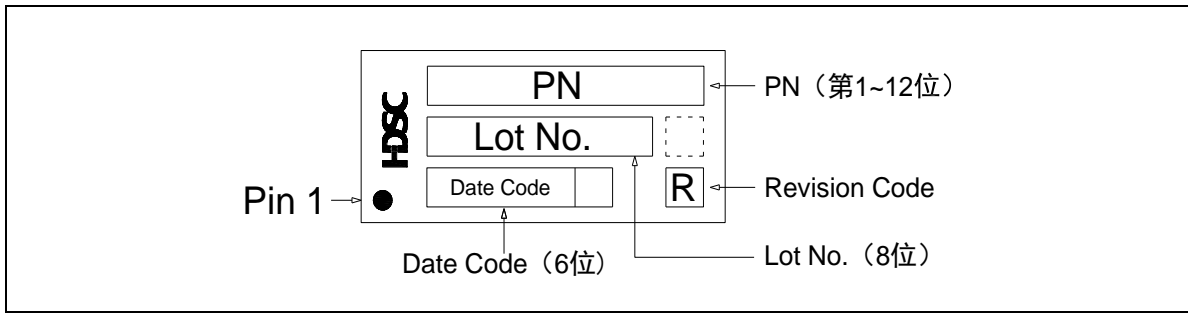 PN
PN（第1~12位）
HDSC
Lot No.
Date Code
R
Revision Code
Pin 1
Date Code（6位）
Lot No.（8位）